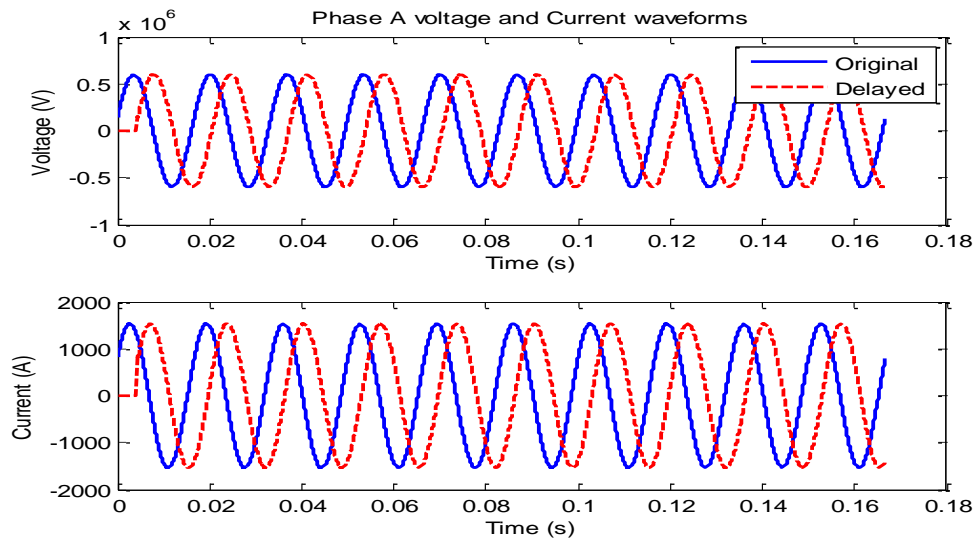 Phase A voltage and Current waveforms
x 10^6
1
0.5
0
-0.5
-1
Voltage (V)
Original
Delayed
0 0.02 0.04 0.06 0.08 0.1 0.12 0.14 0.16 0.18
Time (s)
2000
1000
0
-1000
-2000
Current (A)
0 0.02 0.04 0.06 0.08 0.1 0.12 0.14 0.16 0.18
Time (s)